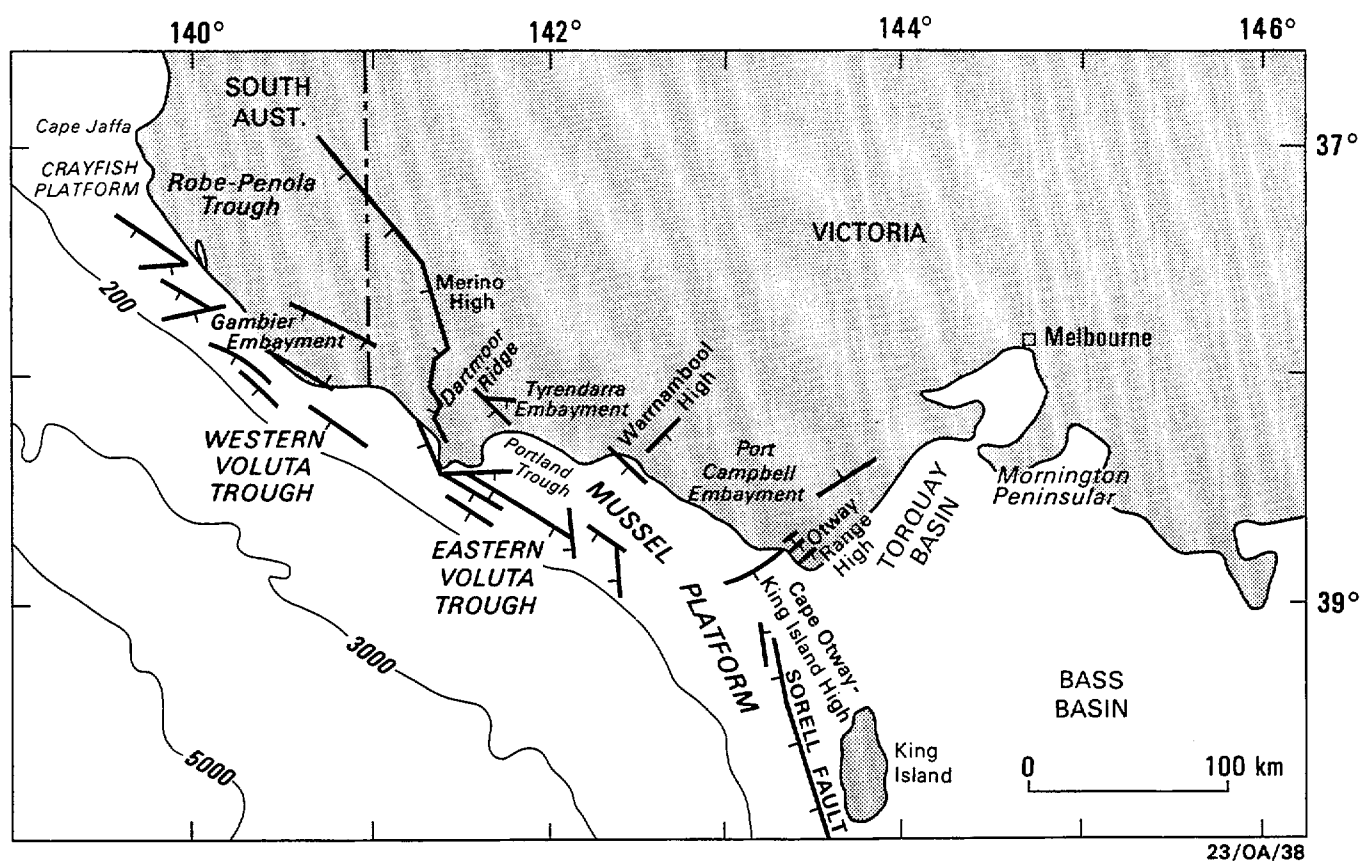 140°
142°
144°
146°
SOUTH
AUST.
Cape Jaffa
37°
CRAYFISH
PLATFORM
Robe-Penola
Trough
VICTORIA
Merino
High
200
Gambier
Embayment
Melbourne
Dartmoor
Ridge
Tyrendarra
Embayment
Warrnambool
High
WESTERN
VOLUTA
TROUGH
Portland
Trough
Port
Campbell
Embayment
Mornington
Peninsular
MUSSEL
PLATFORM
Otway
Range
High
TORQUAY
BASIN
EASTERN
VOLUTA
TROUGH
39°
Cape Otway-
King Island High
3000
SORELL FAULT
BASS
BASIN
King
Island
5000
0
100 km
23/OA/38